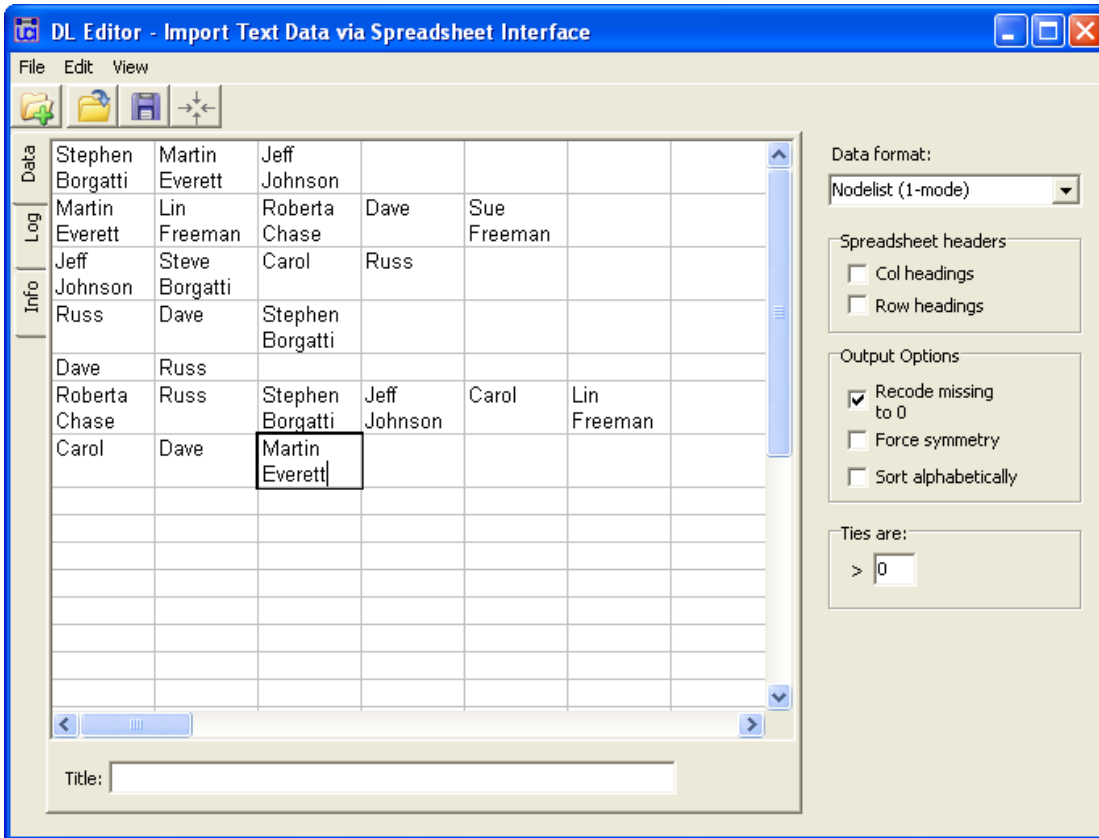 DL Editor - Import Text Data via Spreadsheet Interface
File Edit View
Data
Log
Info
Stephen Martin Jeff
Borgatti Everett Johnson
Martin Lin Roberta Dave Sue
Everett Freeman Chase Freeman
Jeff Steve Carol Russ
Johnson Borgatti
Russ Dave Stephen
Borgatti
Dave Russ
Roberta Russ Stephen Jeff Carol Lin
Chase Borgatti Johnson Freeman
Carol Dave Martin
Everett
Title:
Data format:
Nodelist (1-mode)
Spreadsheet headers
Col headings
Row headings
Output Options
Recode missing
to 0
Force symmetry
Sort alphabetically
Ties are:
> 0